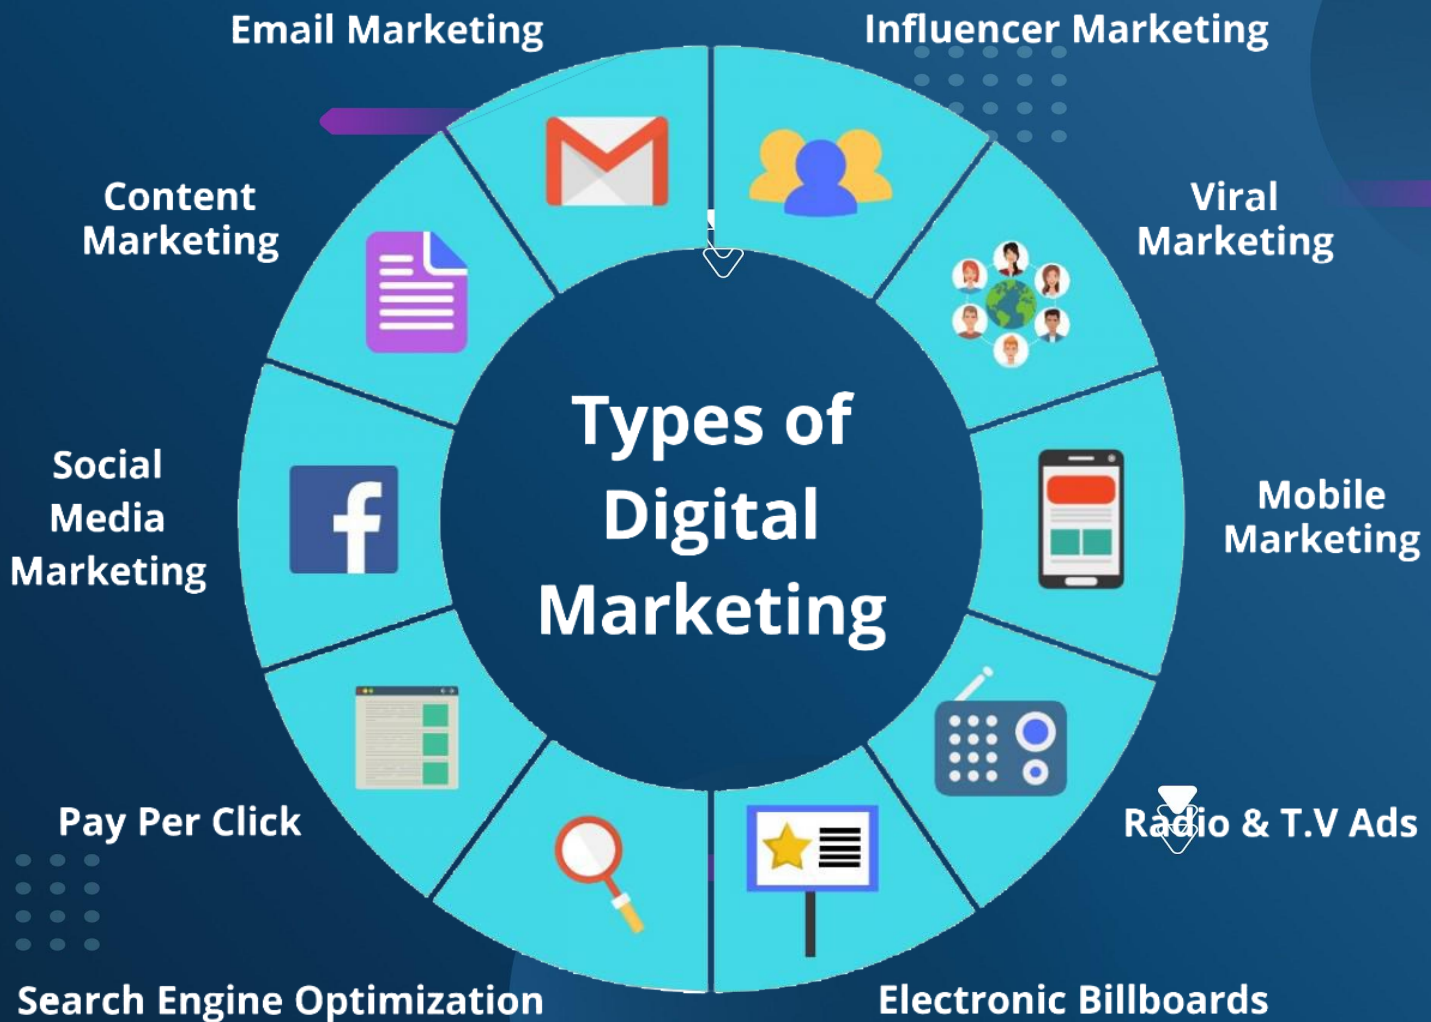 Email Marketing
Influencer Marketing
Content
Marketing
Viral
Marketing
Types of
Digital
Marketing
Social
Media
Marketing
Mobile
Marketing
Pay Per Click
Radio & T.V Ads
Search Engine Optimization
Electronic Billboards